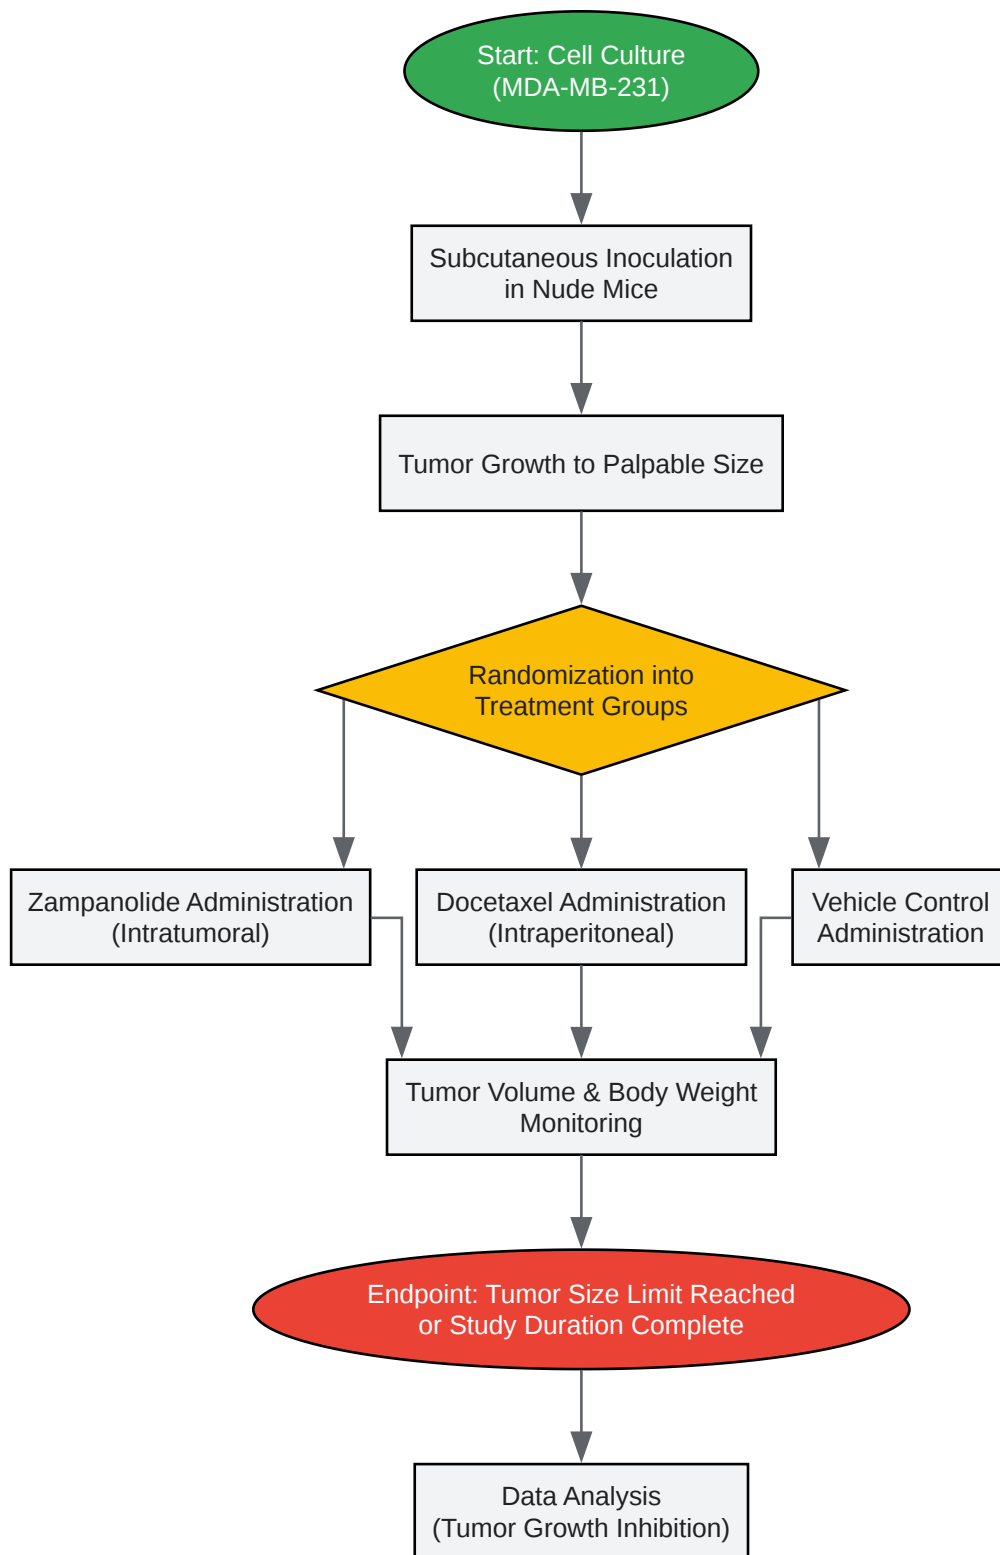 Start: Cell Culture
(MDA-MB-231)
Subcutaneous Inoculation
in Nude Mice
Tumor Growth to Palpable Size
Randomization into
Treatment Groups
Zampanolide Administration
(Intratumoral)
Docetaxel Administration
(Intraperitoneal)
Vehicle Control
Administration
Tumor Volume & Body Weight
Monitoring
Endpoint: Tumor Size Limit Reached
or Study Duration Complete
Data Analysis
(Tumor Growth Inhibition)